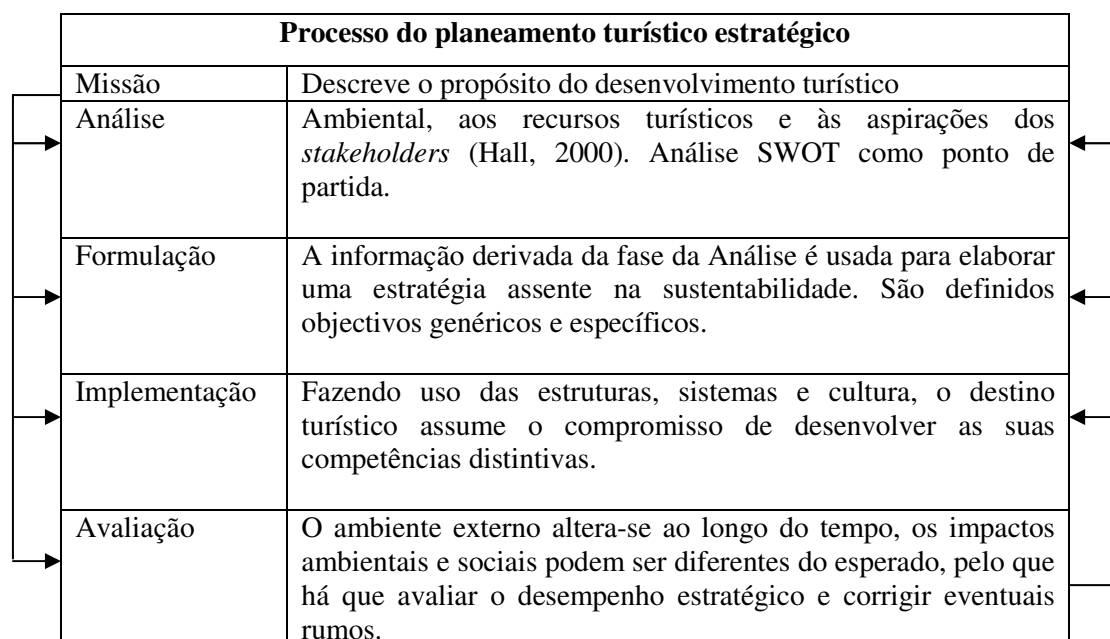 Processo do planeamento turístico estratégico
Missão
Descreve o propósito do desenvolvimento turístico
Análise
Ambiental, aos recursos turísticos e às aspirações dos
stakeholders (Hall, 2000). Análise SWOT como ponto de
partida.
Formulação
A informação derivada da fase da Análise é usada para elaborar
uma estratégia assente na sustentabilidade. São definidos
objectivos genéricos e específicos.
Implementação
Fazendo uso das estruturas, sistemas e cultura, o destino
turístico assume o compromisso de desenvolver as suas
competências distintivas.
Avaliação
O ambiente externo altera-se ao longo do tempo, os impactos
ambientais e sociais podem ser diferentes do esperado, pelo que
há que avaliar o desempenho estratégico e corrigir eventuais
rumos.